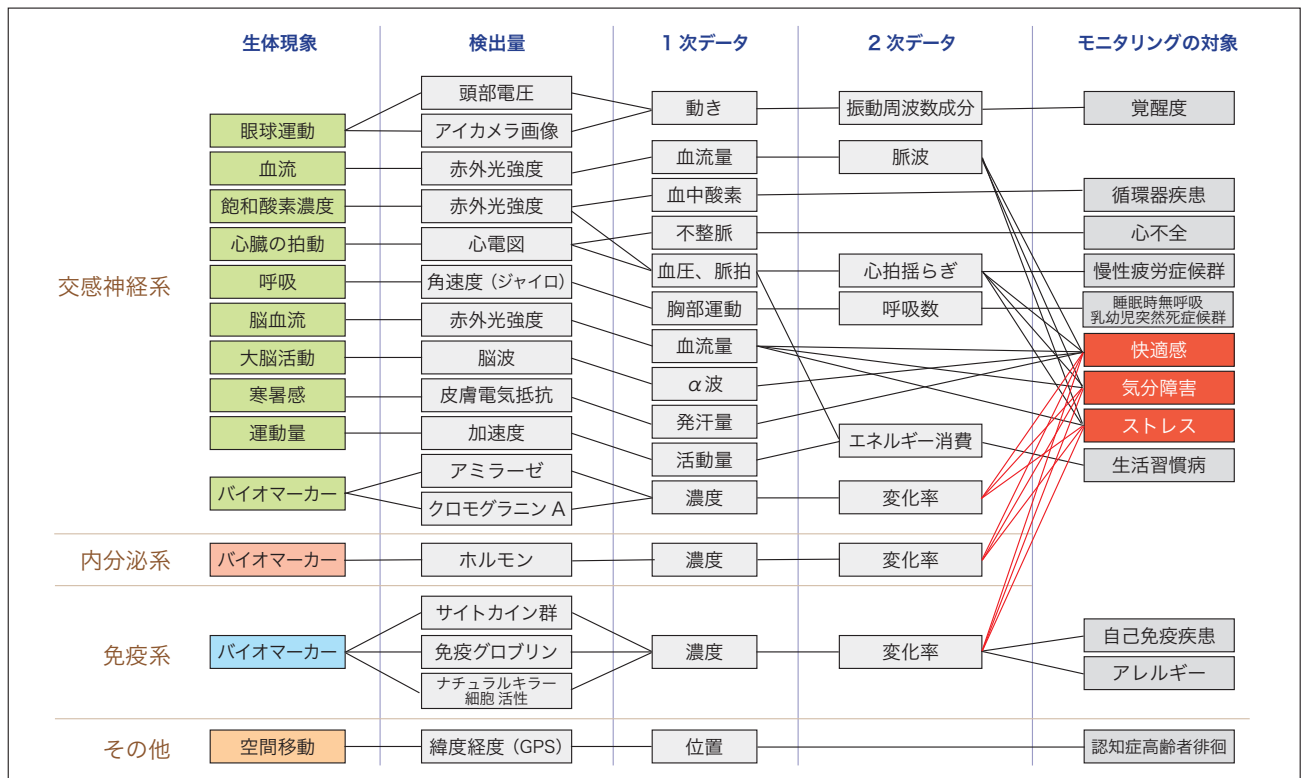 生体現象
検出量
1 次データ
2 次データ
モニタリングの対象
交感神経系
眼球運動
血流
飽和酸素濃度
心臓の拍動
呼吸
脳血流
大脳活動
寒暑感
運動量
バイオマーカー
頭部電圧
アイカメラ画像
赤外光強度
赤外光強度
心電図
角速度（ジャイロ）
赤外光強度
脳波
皮膚電気抵抗
加速度
アミラーゼ
クロモグラニン A
動き
血流量
血中酸素
不整脈
血圧、脈拍
胸部運動
血流量
α波
発汗量
活動量
濃度
振動周波数成分
脈波
心拍揺らぎ
呼吸数
エネルギー消費
変化率
覚醒度
循環器疾患
心不全
慢性疲労症候群
睡眠時無呼吸
乳幼児突然死症候群
快適感
気分障害
ストレス
生活習慣病
内分泌系
バイオマーカー
ホルモン
濃度
変化率
免疫系
バイオマーカー
サイトカイン群
免疫グロブリン
ナチュラルキラー
細胞 活性
濃度
変化率
自己免疫疾患
アレルギー
その他
空間移動
緯度経度（GPS）
位置
認知症高齢者徘徊